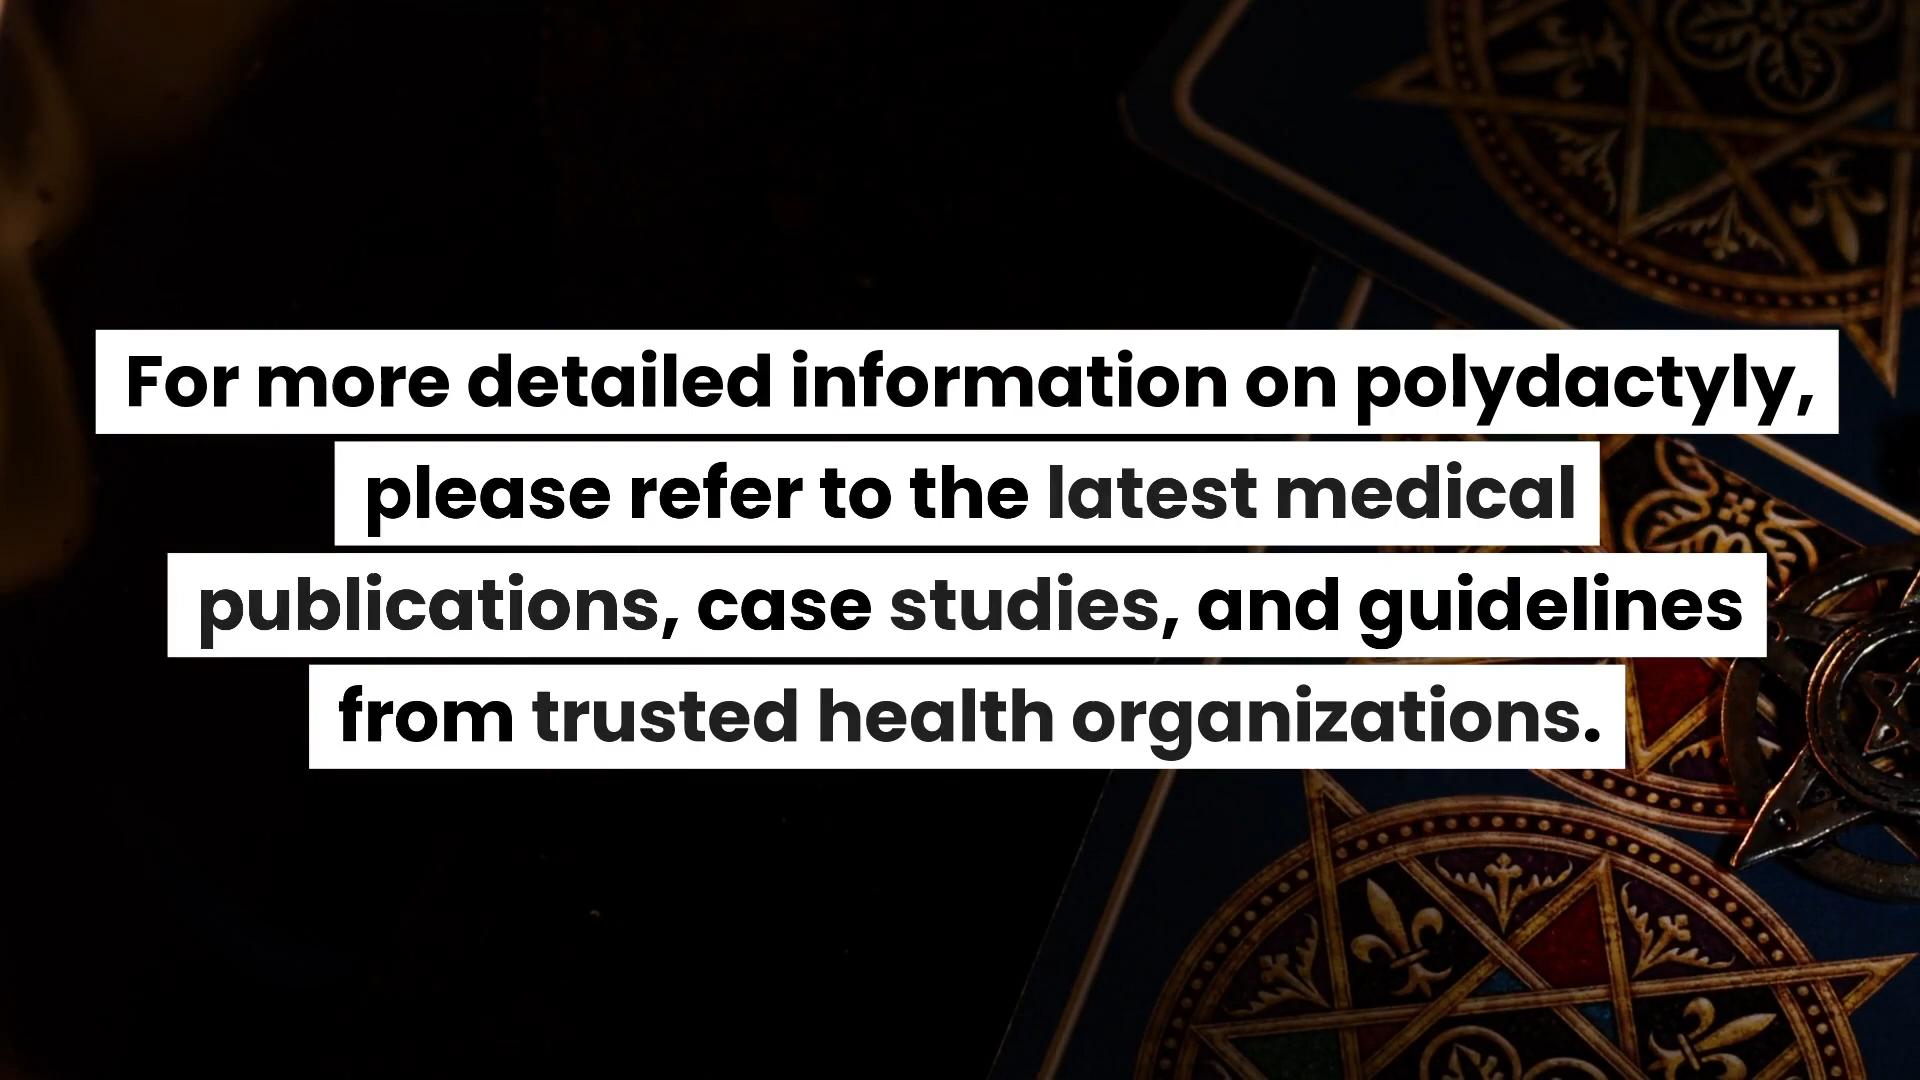 For more detailed information on polydactyly,
please refer to the latest medical
publications, case studies, and guidelines
from trusted health organizations.